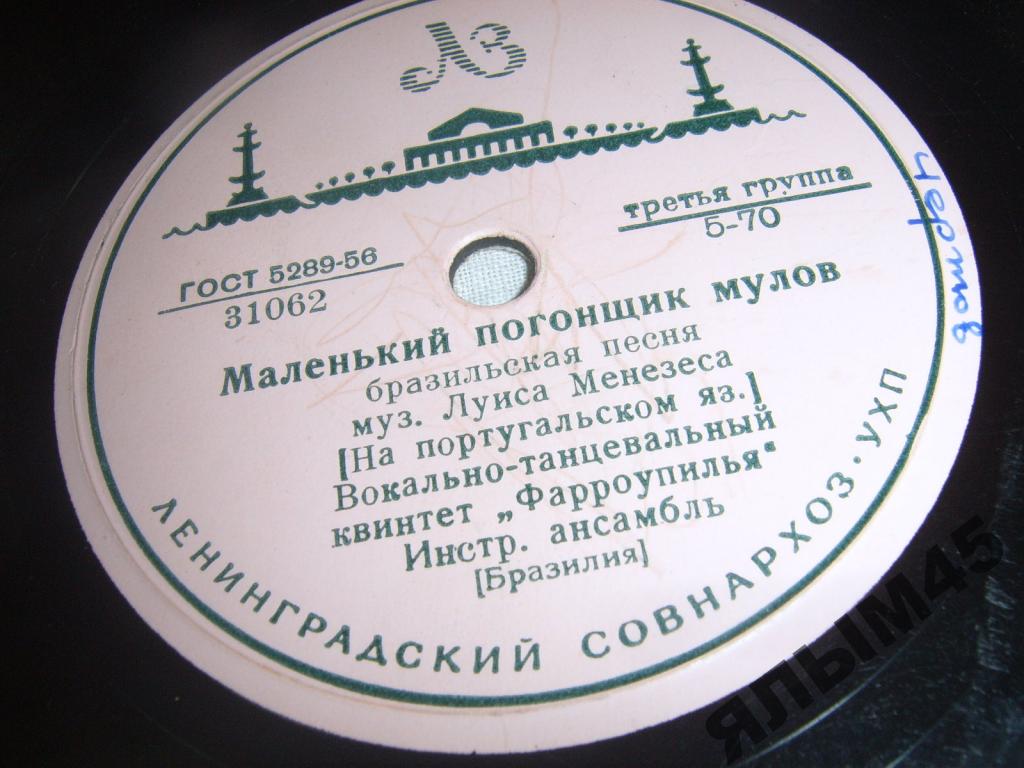 ЛЗ
ГОСТ 5289-56
31062
третья группа
5-70
Маленький погонщик мулов
бразильская песня
муз. Луиса Менезеса
[На португальском яз.]
Вокально-танцевальный
квинтет „Фарроупилья“
Инстр. ансамбль
[Бразилия]
ЛЕНИНГРАДСКИЙ СОВНАРХОЗ·УХП
ЯЛЫМ45